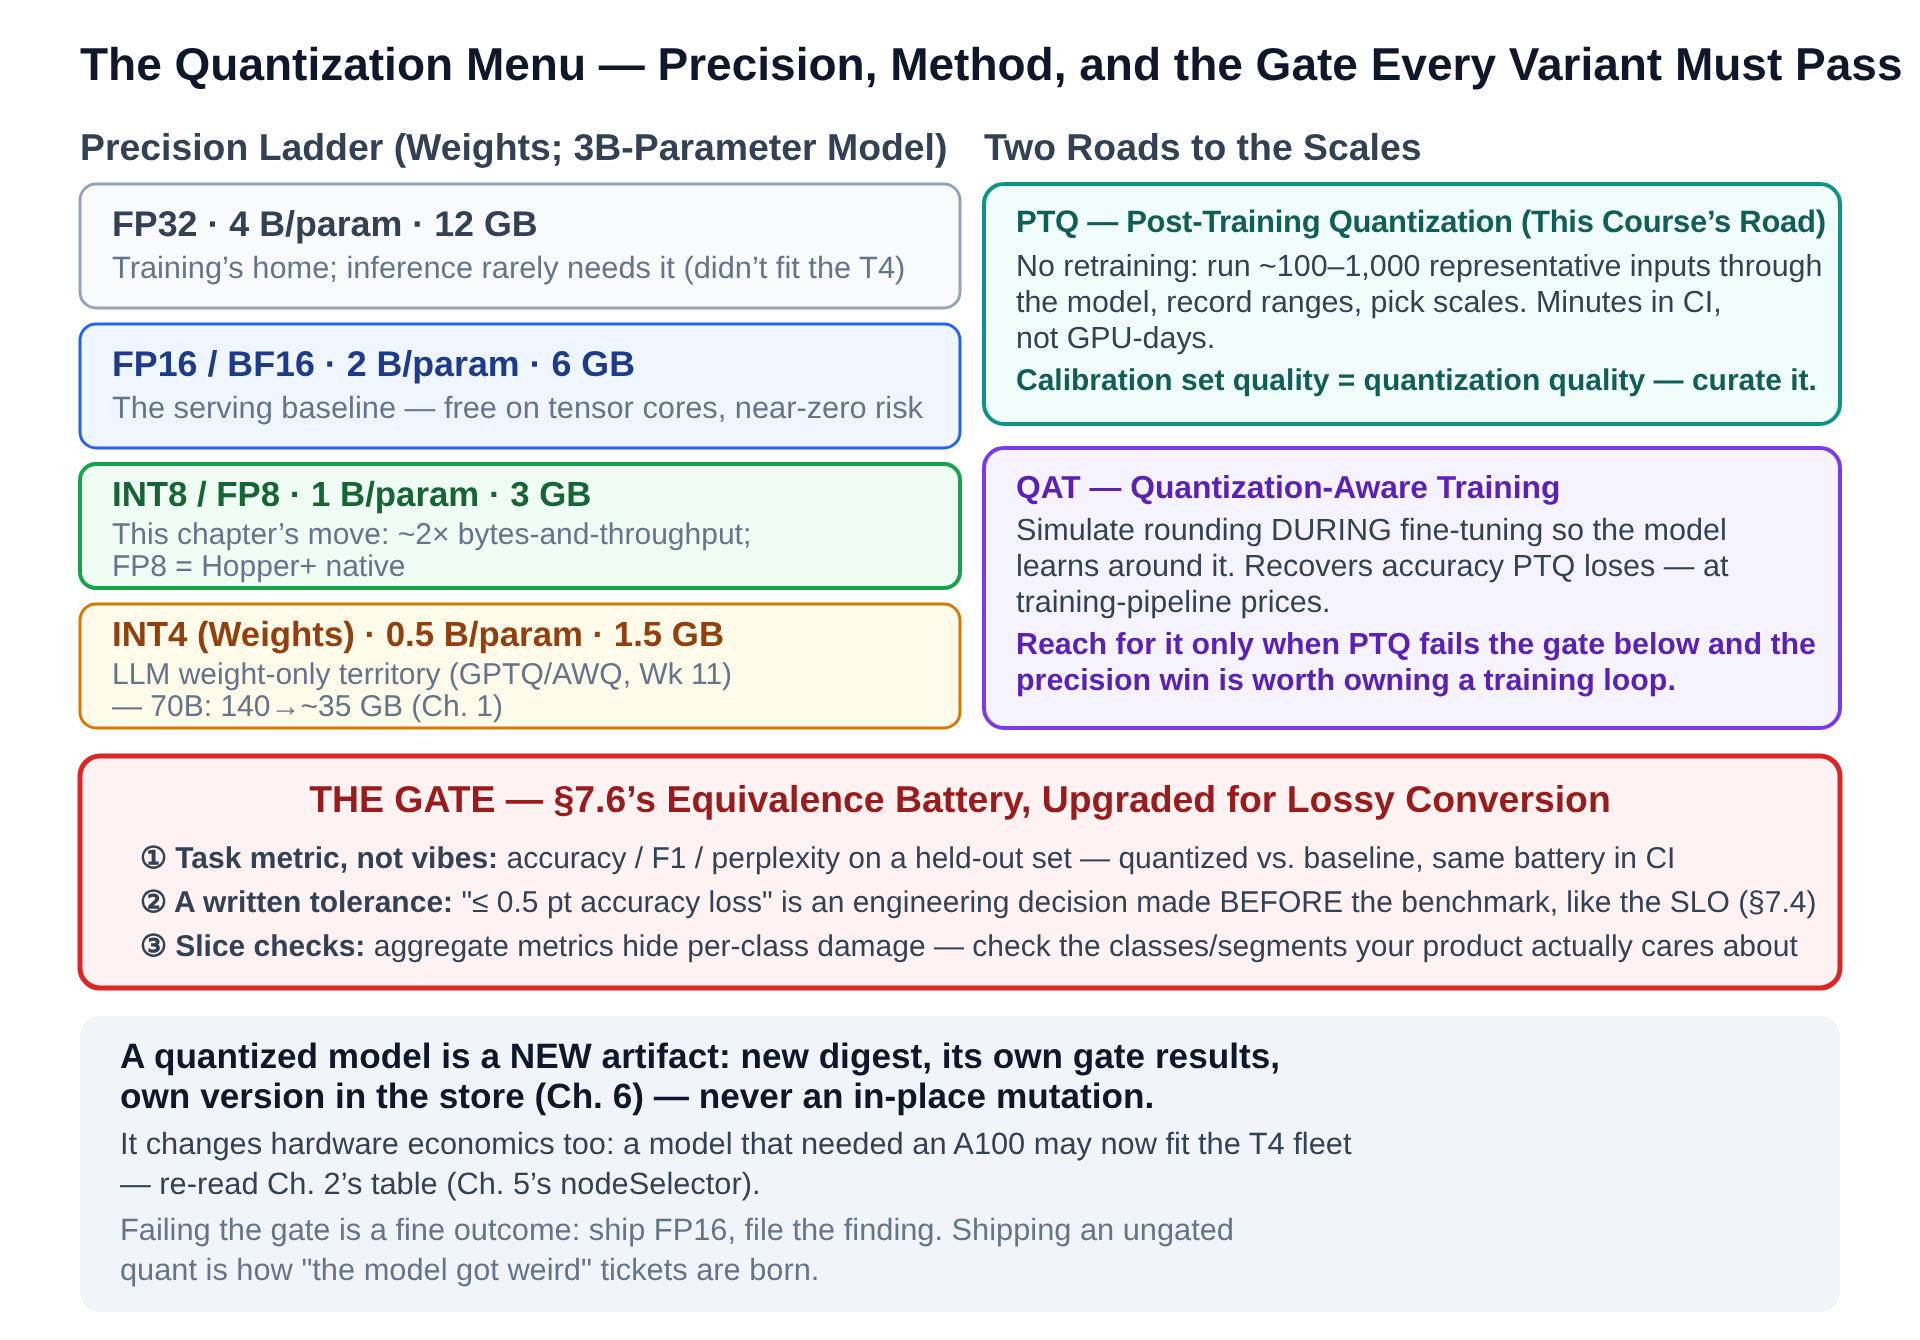 The Quantization Menu — Precision, Method, and the Gate Every Variant Must Pass
Precision Ladder (Weights; 3B-Parameter Model)
FP32 · 4 B/param · 12 GB
Training’s home; inference rarely needs it (didn’t fit the T4)
FP16 / BF16 · 2 B/param · 6 GB
The serving baseline — free on tensor cores, near-zero risk
INT8 / FP8 · 1 B/param · 3 GB
This chapter’s move: ~2× bytes-and-throughput;
FP8 = Hopper+ native
INT4 (Weights) · 0.5 B/param · 1.5 GB
LLM weight-only territory (GPTQ/AWQ, Wk 11)
— 70B: 140→~35 GB (Ch. 1)
Two Roads to the Scales
PTQ — Post-Training Quantization (This Course’s Road)
No retraining: run ~100–1,000 representative inputs through
the model, record ranges, pick scales. Minutes in CI,
not GPU-days.
Calibration set quality = quantization quality — curate it.
QAT — Quantization-Aware Training
Simulate rounding DURING fine-tuning so the model
learns around it. Recovers accuracy PTQ loses — at
training-pipeline prices.
Reach for it only when PTQ fails the gate below and the
precision win is worth owning a training loop.
THE GATE — §7.6’s Equivalence Battery, Upgraded for Lossy Conversion
① Task metric, not vibes: accuracy / F1 / perplexity on a held-out set — quantized vs. baseline, same battery in CI
② A written tolerance: "≤ 0.5 pt accuracy loss" is an engineering decision made BEFORE the benchmark, like the SLO (§7.4)
③ Slice checks: aggregate metrics hide per-class damage — check the classes/segments your product actually cares about
A quantized model is a NEW artifact: new digest, its own gate results,
own version in the store (Ch. 6) — never an in-place mutation.
It changes hardware economics too: a model that needed an A100 may now fit the T4 fleet
— re-read Ch. 2’s table (Ch. 5’s nodeSelector).
Failing the gate is a fine outcome: ship FP16, file the finding. Shipping an ungated
quant is how "the model got weird" tickets are born.